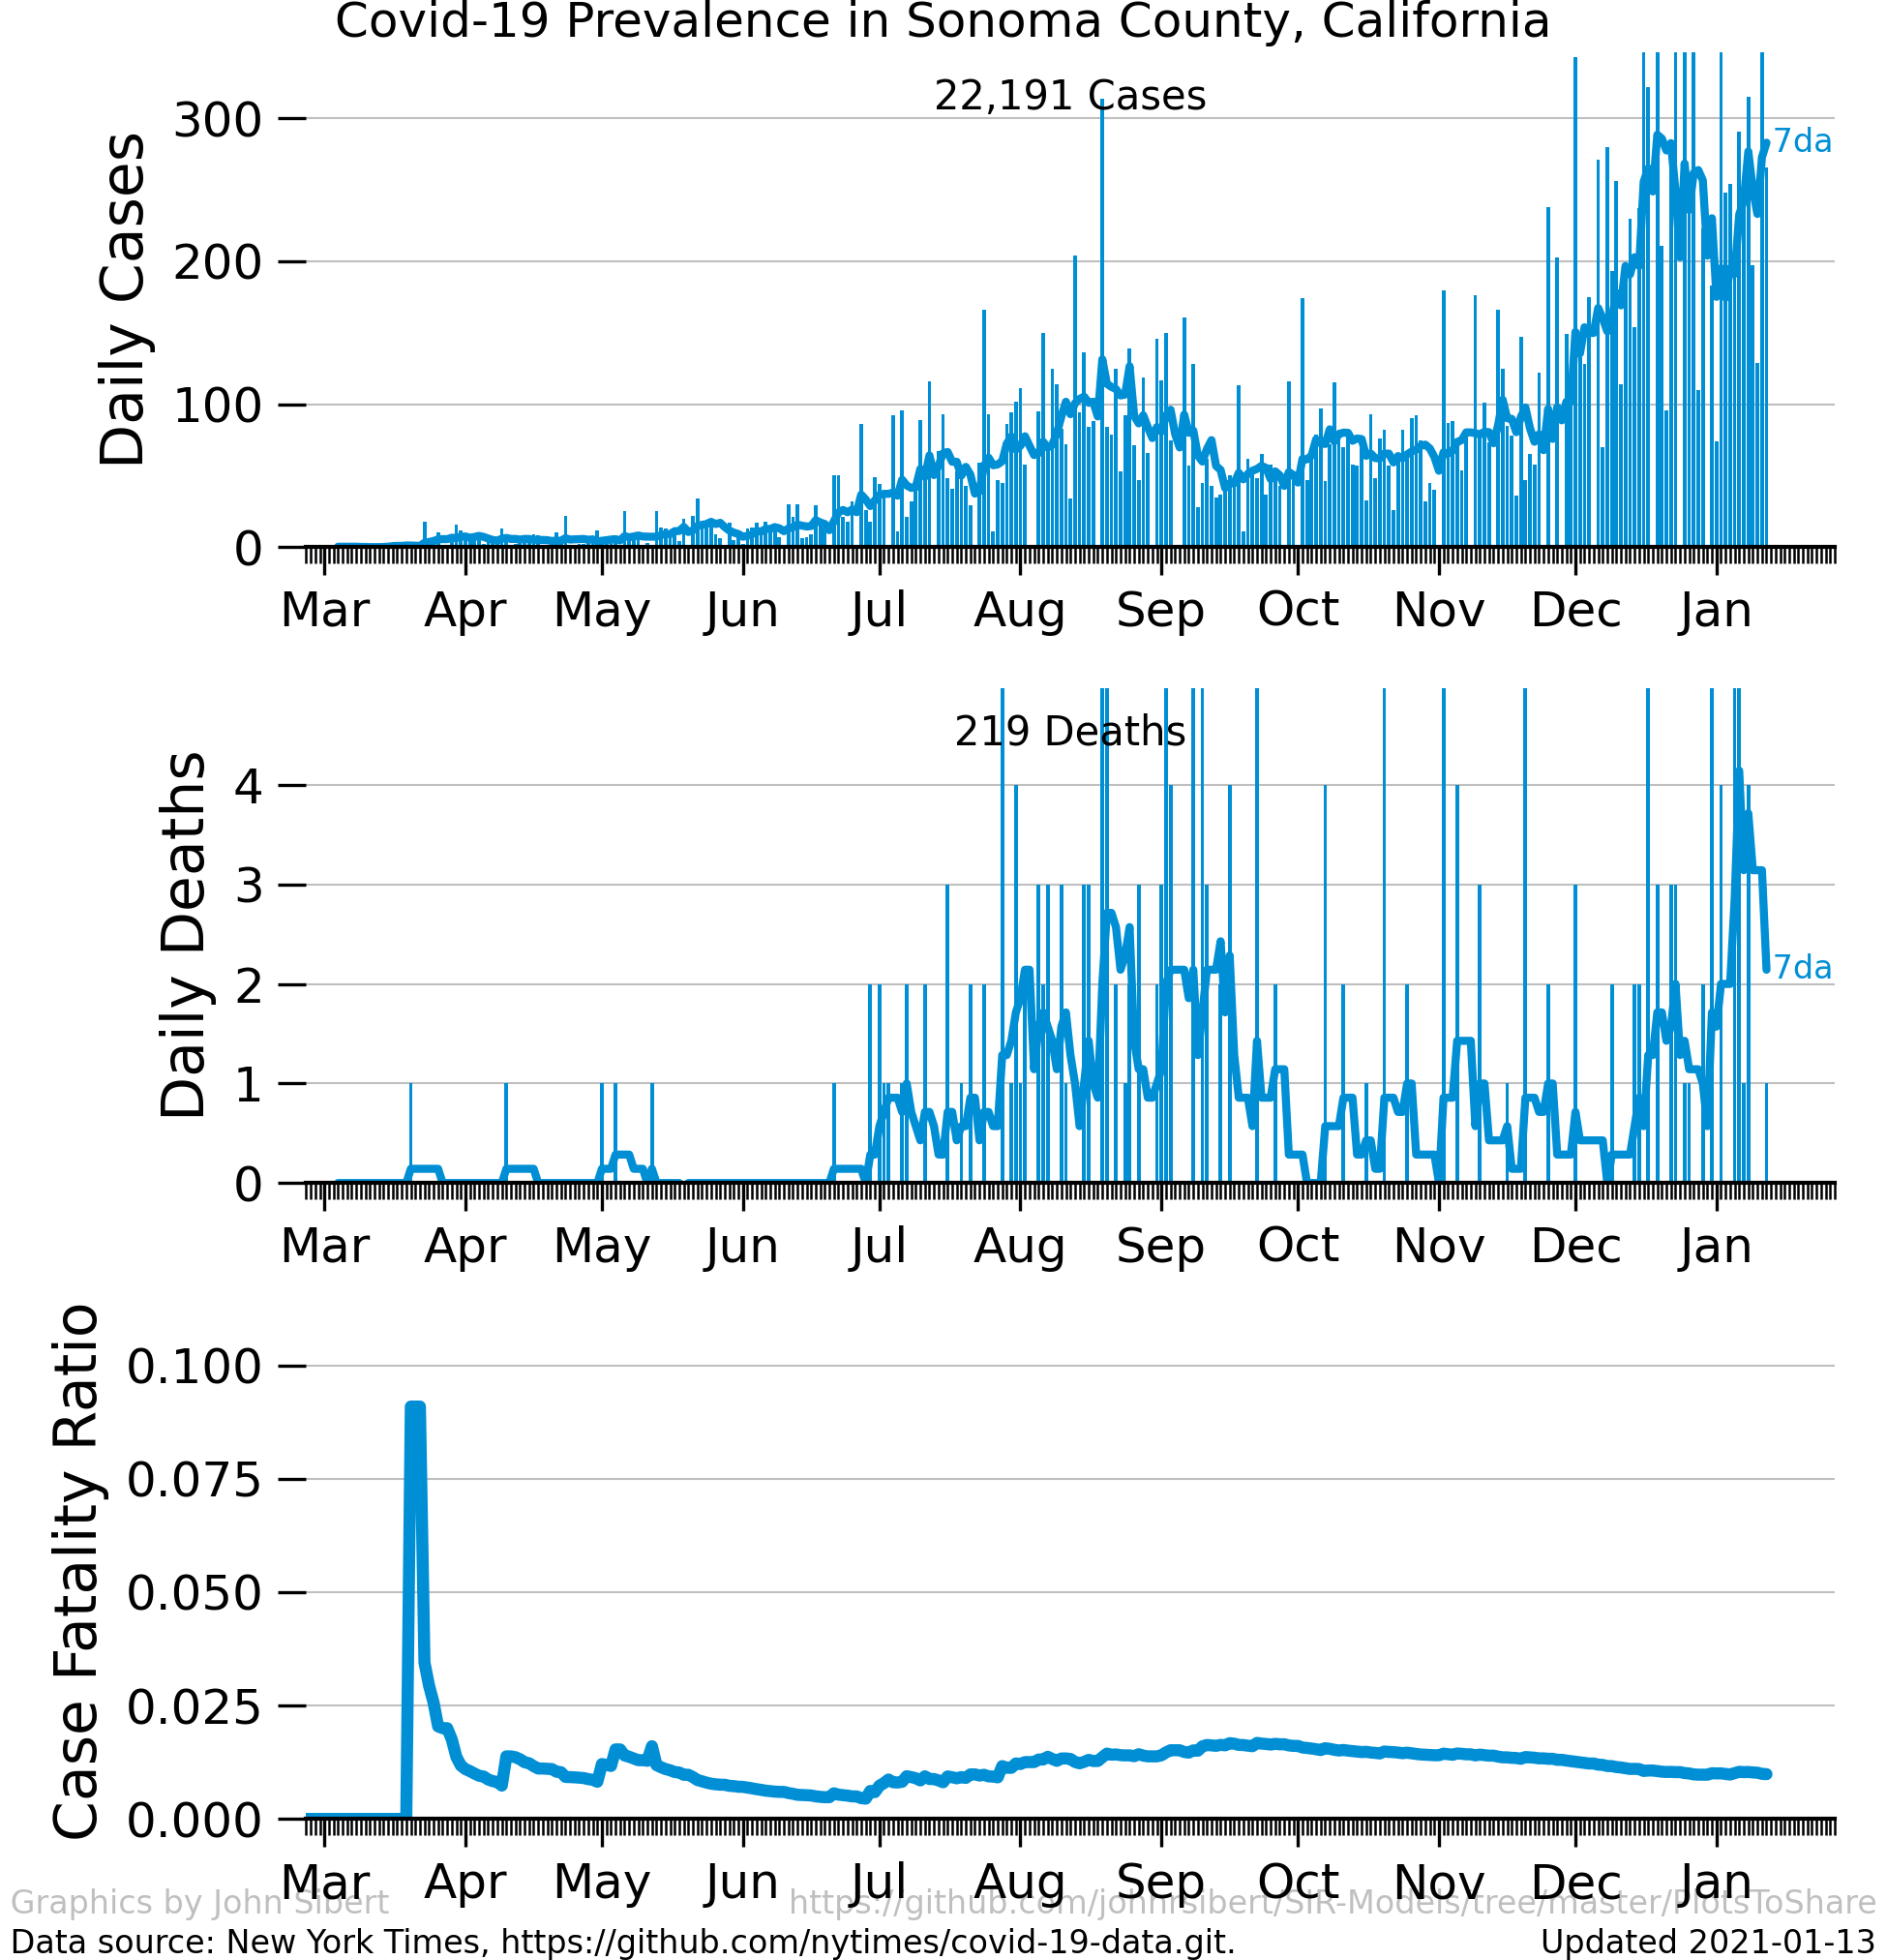 Covid-19 Prevalence in Sonoma County, California
22,191 Cases
Daily Cases
300
200
100
0
7da
Mar Apr May Jun Jul Aug Sep Oct Nov Dec Jan
219 Deaths
Daily Deaths
4
3
2
1
0
7da
Mar Apr May Jun Jul Aug Sep Oct Nov Dec Jan
Case Fatality Ratio
0.100
0.075
0.050
0.025
0.000
Mar Apr May Jun Jul Aug Sep Oct Nov Dec Jan
Graphics by John Sibert https://github.com/johnrsibert/SIR-Models/tree/master/PlotsToShare
Data source: New York Times, https://github.com/nytimes/covid-19-data.git. Updated 2021-01-13